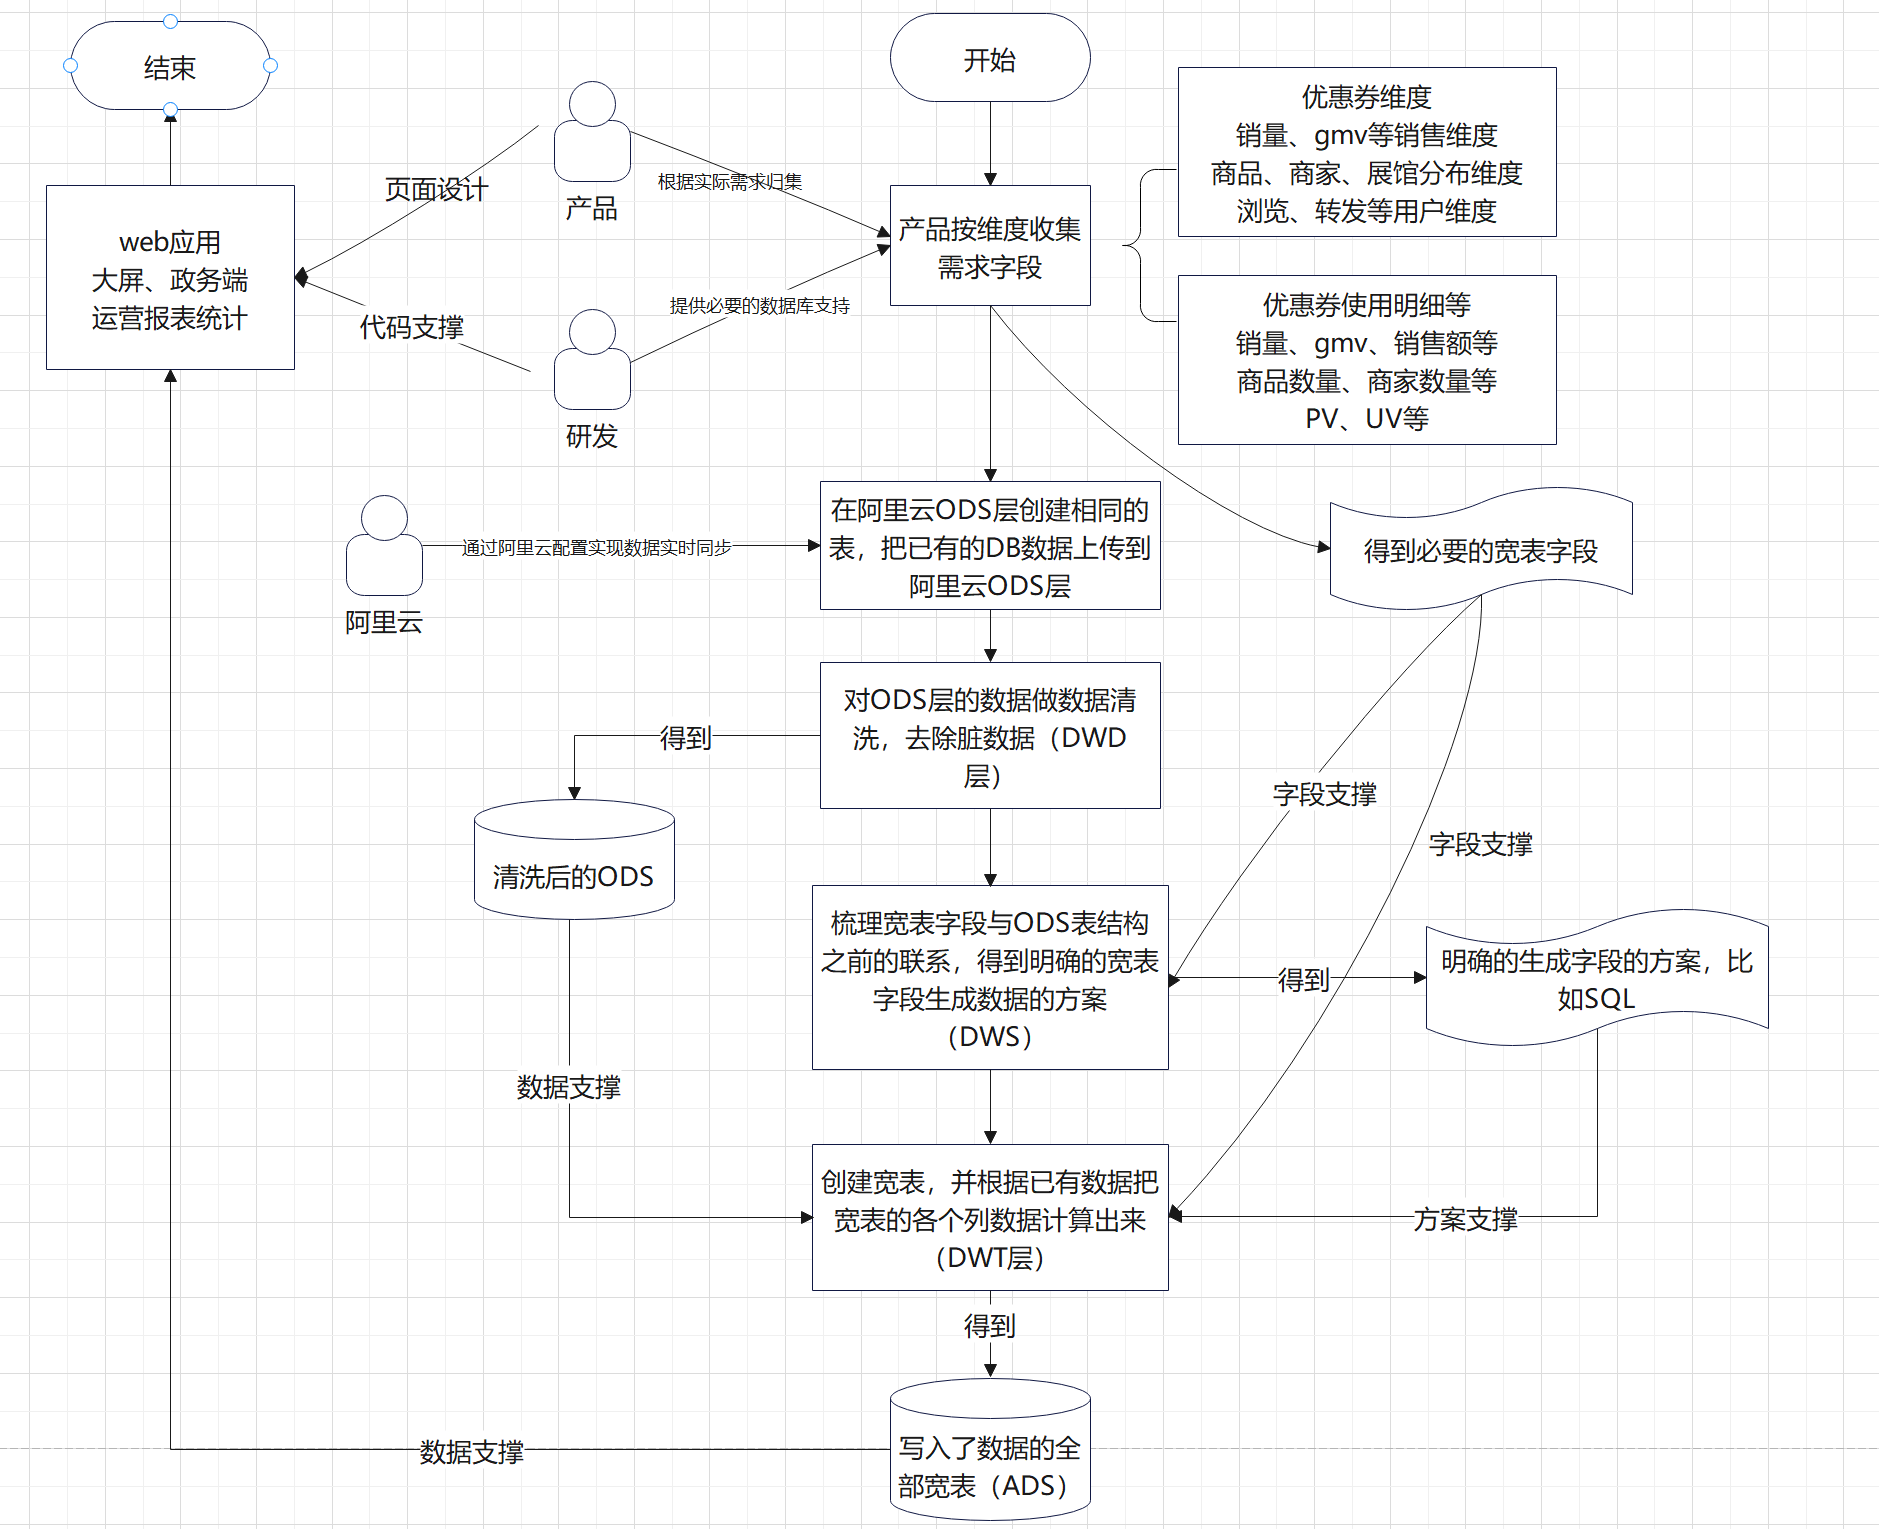 结束
开始
优惠券维度
销量、gmv等销售维度
商品、商家、展馆分布维度
浏览、转发等用户维度
页面设计
产品
根据实际需求归集
产品按维度收集
需求字段
web应用
大屏、政务端
运营报表统计
代码支撑
提供必要的数据库支持
研发
优惠券使用明细等
销量、gmv、销售额等
商品数量、商家数量等
PV、UV等
阿里云
通过阿里云配置实现数据实时同步
在阿里云ODS层创建相同的
表，把已有的DB数据上传到
阿里云ODS层
得到必要的宽表字段
对ODS层的数据做数据清
洗，去除脏数据（DWD
层）
得到
清洗后的ODS
字段支撑
字段支撑
梳理宽表字段与ODS表结构
之前的联系，得到明确的宽表
字段生成数据的方案
（DWS）
得到
明确的生成字段的方案，比
如SQL
数据支撑
创建宽表，并根据已有数据把
宽表的各个列数据计算出来
（DWT层）
方案支撑
得到
数据支撑
写入了数据的全
部宽表（ADS）